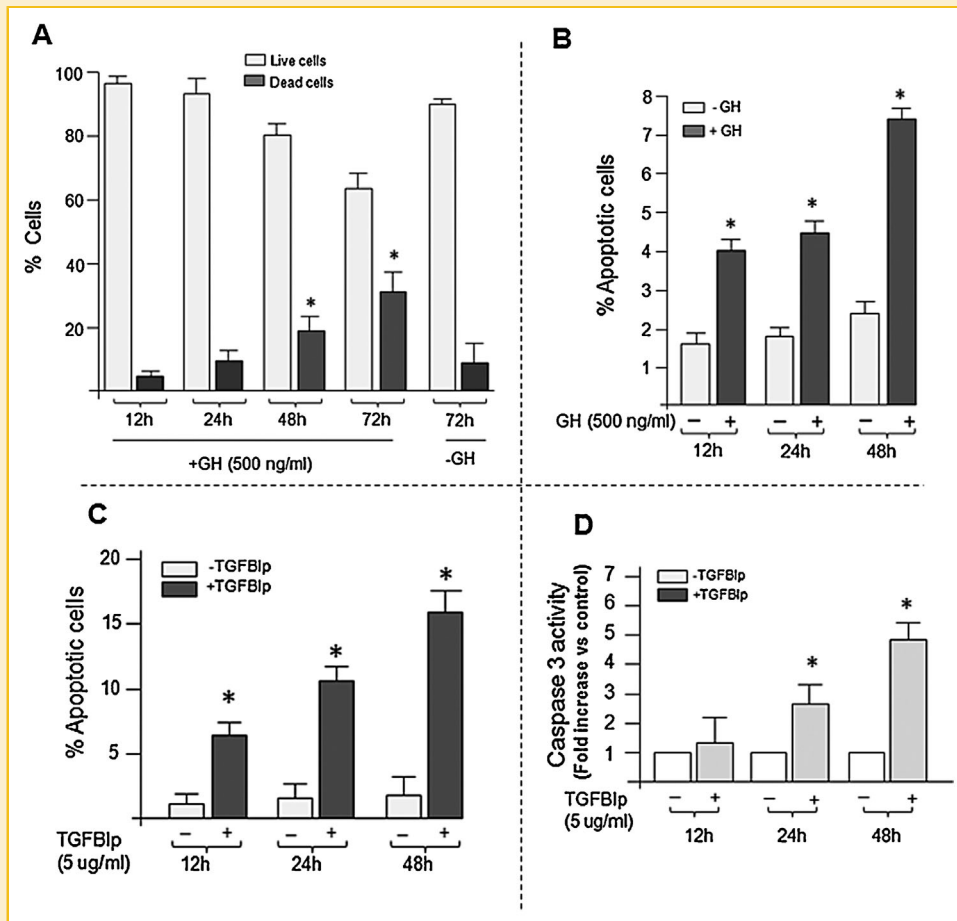 A
Live cells
Dead cells
100
80
60
40
20
% Cells
12h 24h 48h 72h 72h
* *
+GH (500 ng/ml) -GH
B
- GH
+ GH
8
7
6
5
4
3
2
1
% Apoptotic cells
* * *
GH (500 ng/ml) – + – + – +
12h 24h 48h
C
-TGFBIp
+TGFBIp
20
15
10
5
% Apoptotic cells
* * *
TGFBIp – + – + – +
(5 ug/ml) 12h 24h 48h
D
-TGFBIp
+TGFBIp
7
6
5
4
3
2
1
Caspase 3 activity
(Fold increase vs control)
* *
TGFBIp – + – + – +
(5 ug/ml) 12h 24h 48h